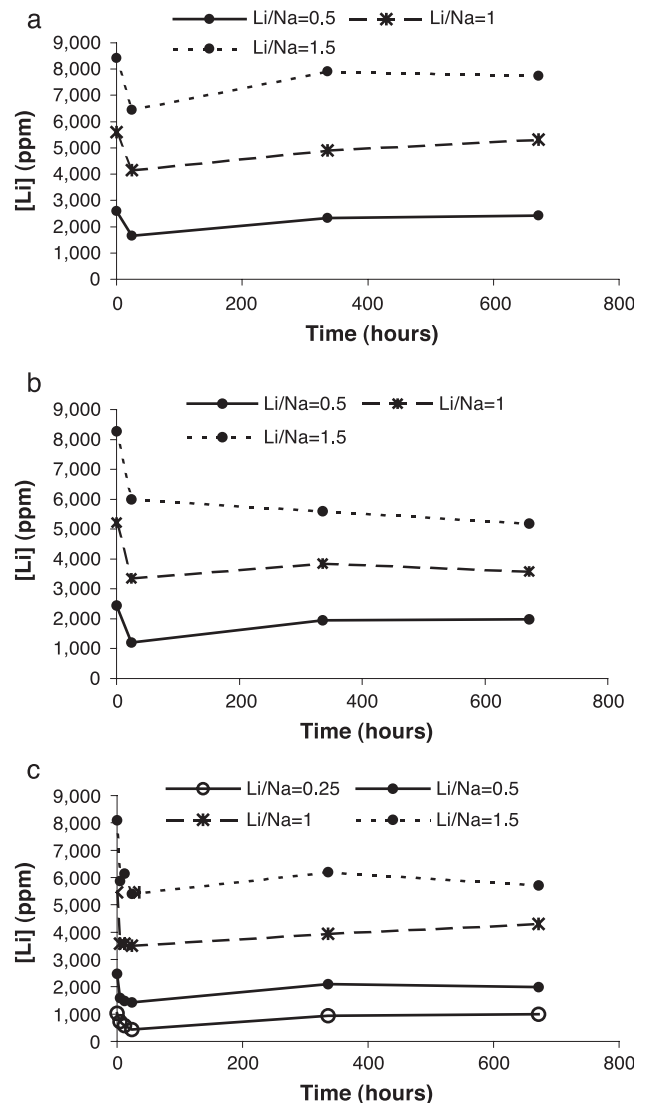 a
Li/Na=0.5 Li/Na=1
Li/Na=1.5
9,000
8,000
7,000
6,000
5,000
4,000
3,000
2,000
1,000
0
[Li] (ppm)
0 200 400 600 800
Time (hours)
b
Li/Na=0.5 Li/Na=1
Li/Na=1.5
9,000
8,000
7,000
6,000
5,000
4,000
3,000
2,000
1,000
0
[Li] (ppm)
0 200 400 600 800
Time (hours)
c
Li/Na=0.25 Li/Na=0.5
Li/Na=1 Li/Na=1.5
9,000
8,000
7,000
6,000
5,000
4,000
3,000
2,000
1,000
0
[Li] (ppm)
0 200 400 600 800
Time (hours)